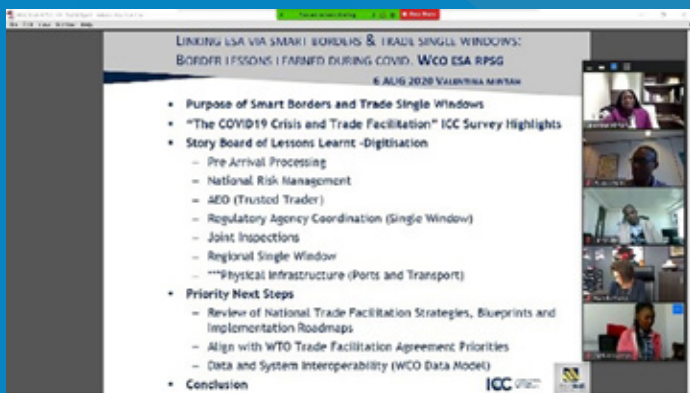 LINKING ESA VIA SMART BORDERS & TRADE SINGLE WINDOWS:
BORDER LESSONS LEARNED DURING COVID. WCO ESA RPSG
6 AUG 2020 VALENTINA MINTAH
• Purpose of Smart Borders and Trade Single Windows
• "The COVID19 Crisis and Trade Facilitation" ICC Survey Highlights
• Story Board of Lessons Learnt -Digitisation
– Pre Arrival Processing
– National Risk Management
– AEO (Trusted Trader)
– Regulatory Agency Coordination (Single Window)
– Joint Inspections
– Regional Single Window
– ***Physical Infrastructure (Ports and Transport)
• Priority Next Steps
– Review of National Trade Facilitation Strategies, Blueprints and
Implementation Roadmaps
– Align with WTO Trade Facilitation Agreement Priorities
– Data and System Interoperability (WCO Data Model)
• Conclusion
ICC